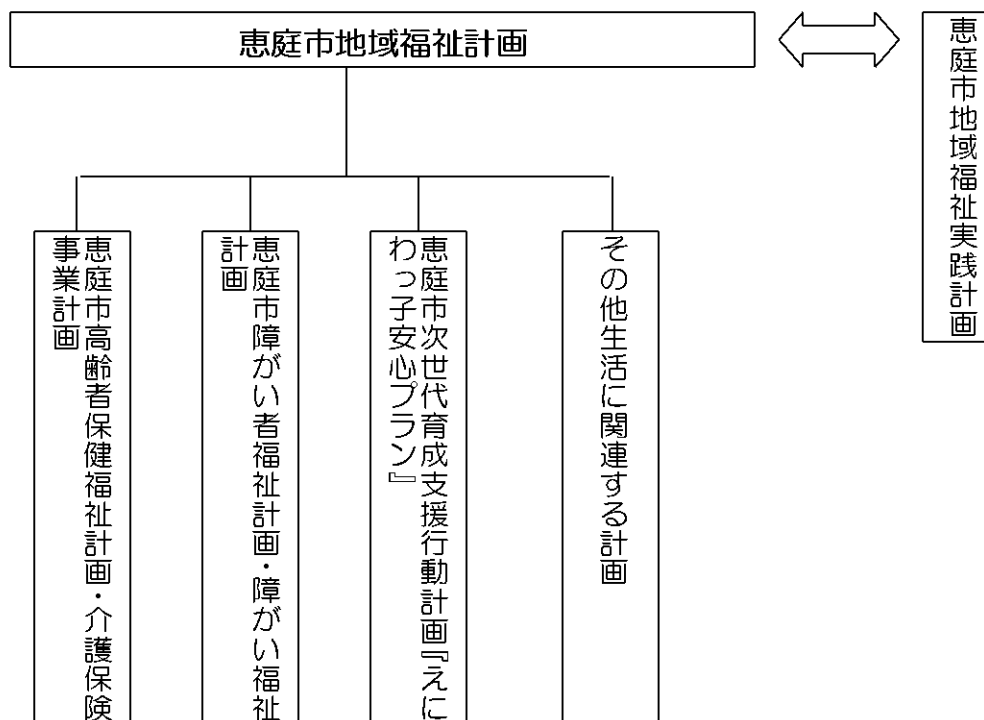 恵庭市地域福祉計画
恵庭市地域福祉実践計画
恵庭市高齢者保健福祉計画・介護保険
事業計画
恵庭市障がい者福祉計画・障がい福祉
計画
恵庭市次世代育成支援行動計画『えに
わっ子安心プラン』
その他生活に関連する計画